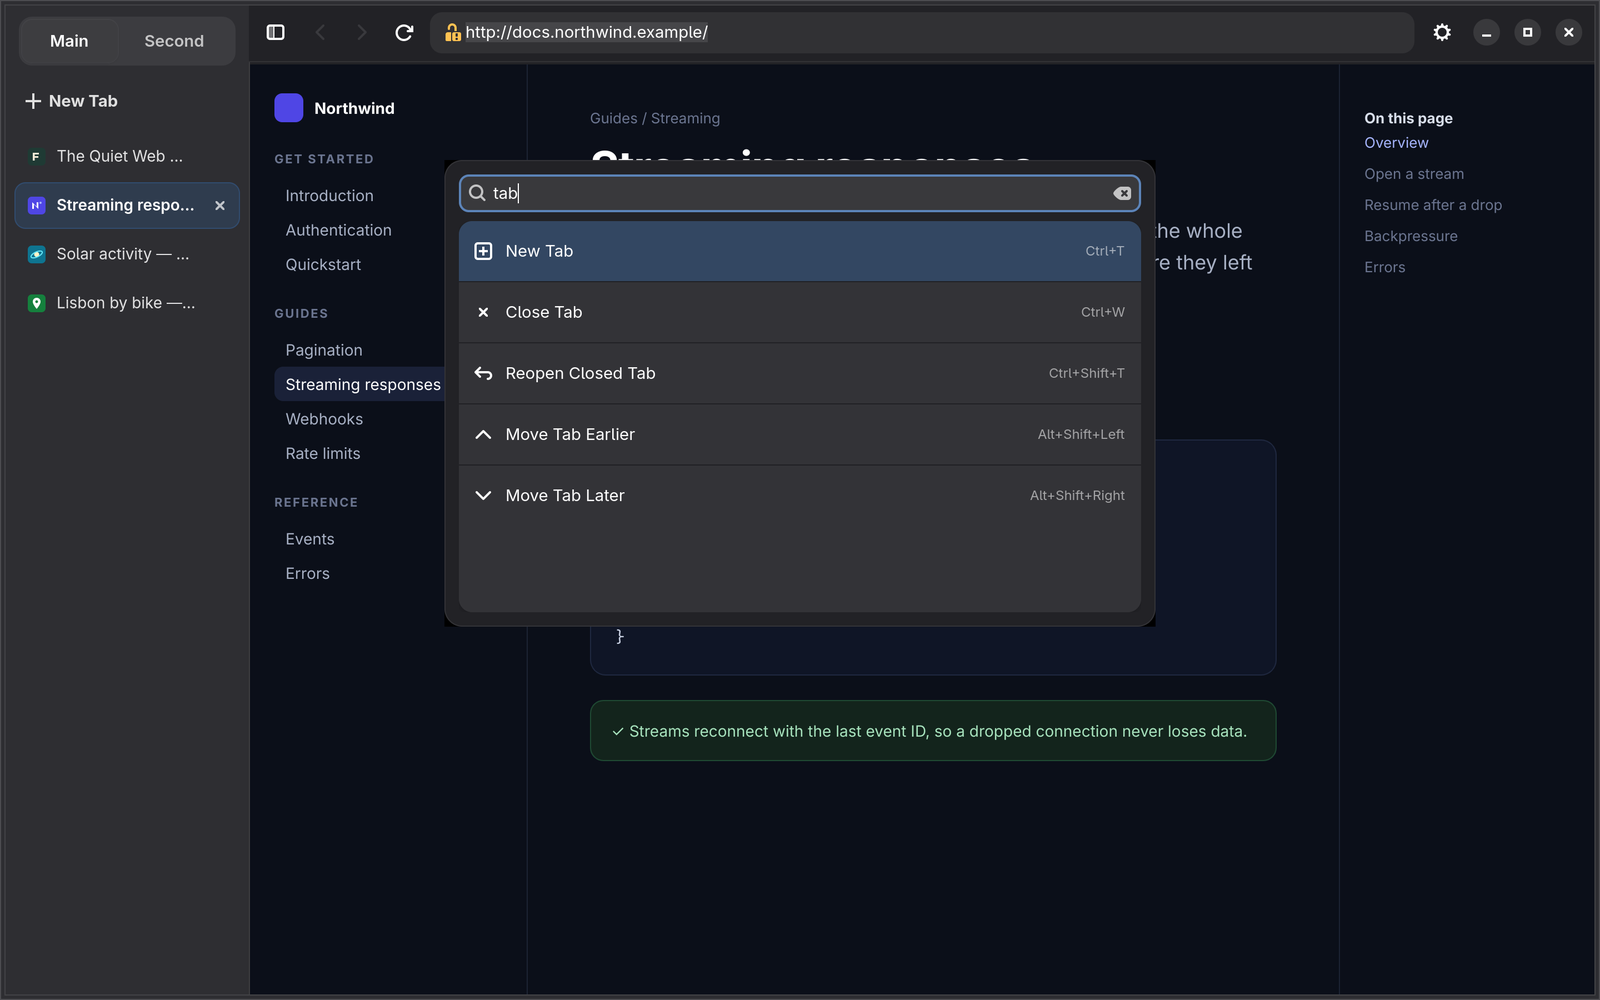 Main
Second
http://docs.northwind.example/
New Tab
The Quiet Web ...
Streaming respo...
Solar activity — ...
Lisbon by bike —...
Northwind
GET STARTED
Introduction
Authentication
Quickstart
GUIDES
Pagination
Streaming responses
Webhooks
Rate limits
REFERENCE
Events
Errors
Guides / Streaming
Streaming responses
tab
New Tab Ctrl+T
Close Tab Ctrl+W
Reopen Closed Tab Ctrl+Shift+T
Move Tab Earlier Alt+Shift+Left
Move Tab Later Alt+Shift+Right
the whole
they left
}
✓ Streams reconnect with the last event ID, so a dropped connection never loses data.
On this page
Overview
Open a stream
Resume after a drop
Backpressure
Errors